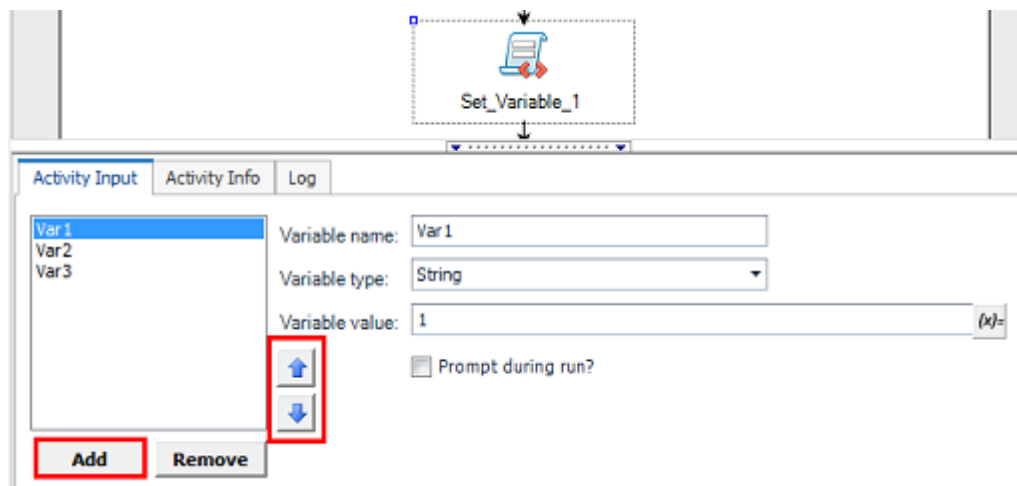 Set_Variable_1
Activity Input Activity Info Log
Var1
Var2
Var3
Variable name: Var1
Variable type: String
Variable value: 1 {x}=
Prompt during run?
Add Remove